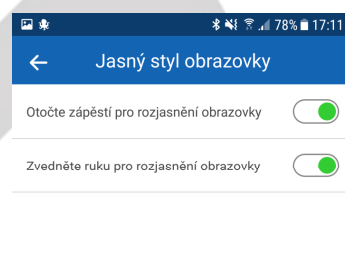 78% 17:11
Jasný styl obrazovky
Otočte zápěstí pro rozjasnění obrazovky
Zvedněte ruku pro rozjasnění obrazovky